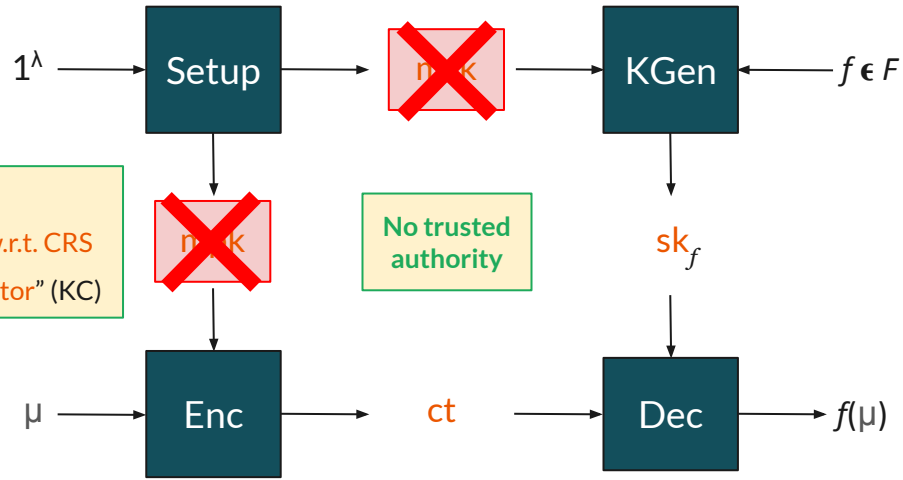 1^λ
Setup
KGen
f ϵ F
.r.t. CRS
tor” (KC)
No trusted
authority
sk_f
μ
Enc
ct
Dec
f(μ)